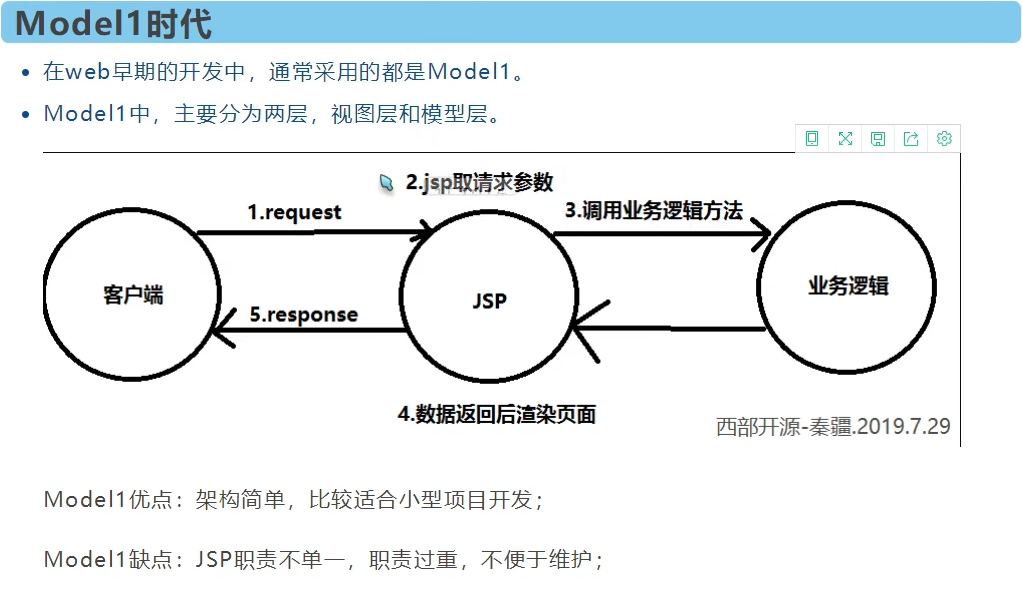 Model1时代
在web早期的开发中，通常采用的都是Model1。
Model1中，主要分为两层，视图层和模型层。
2.jsp取请求参数
1.request
3.调用业务逻辑方法
客户端
JSP
业务逻辑
5.response
4.数据返回后渲染页面
西部开源-秦疆.2019.7.29
Model1优点：架构简单，比较适合小型项目开发；
Model1缺点：JSP职责不单一，职责过重，不便于维护；